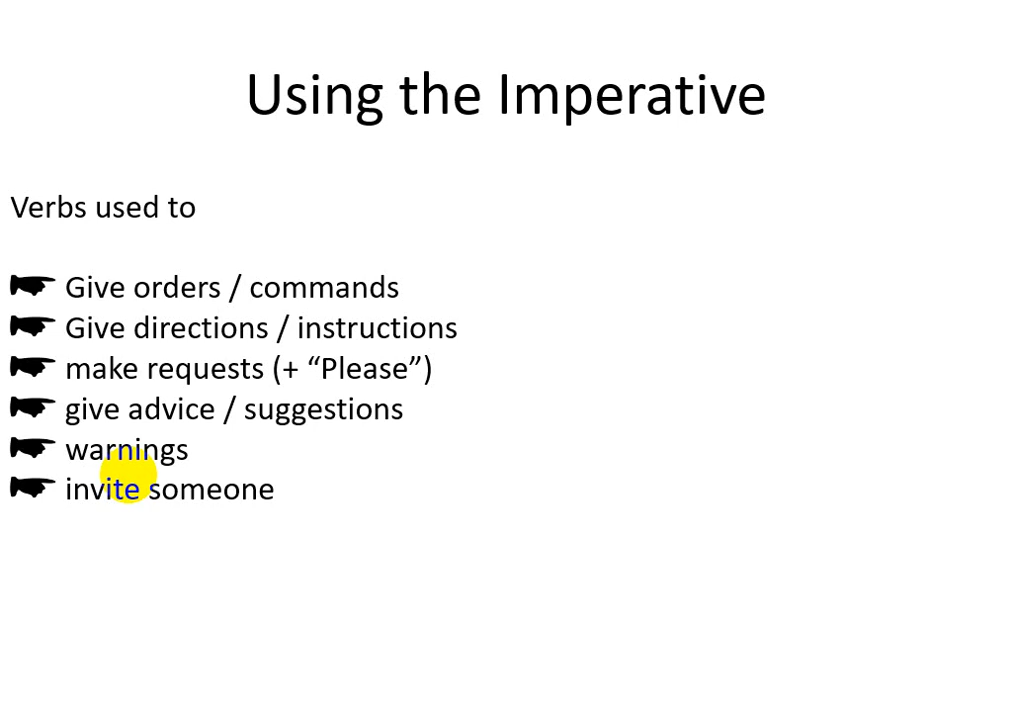 Using the Imperative
Verbs used to
Give orders / commands
Give directions / instructions
make requests (+ “Please”)
give advice / suggestions
warnings
invite someone